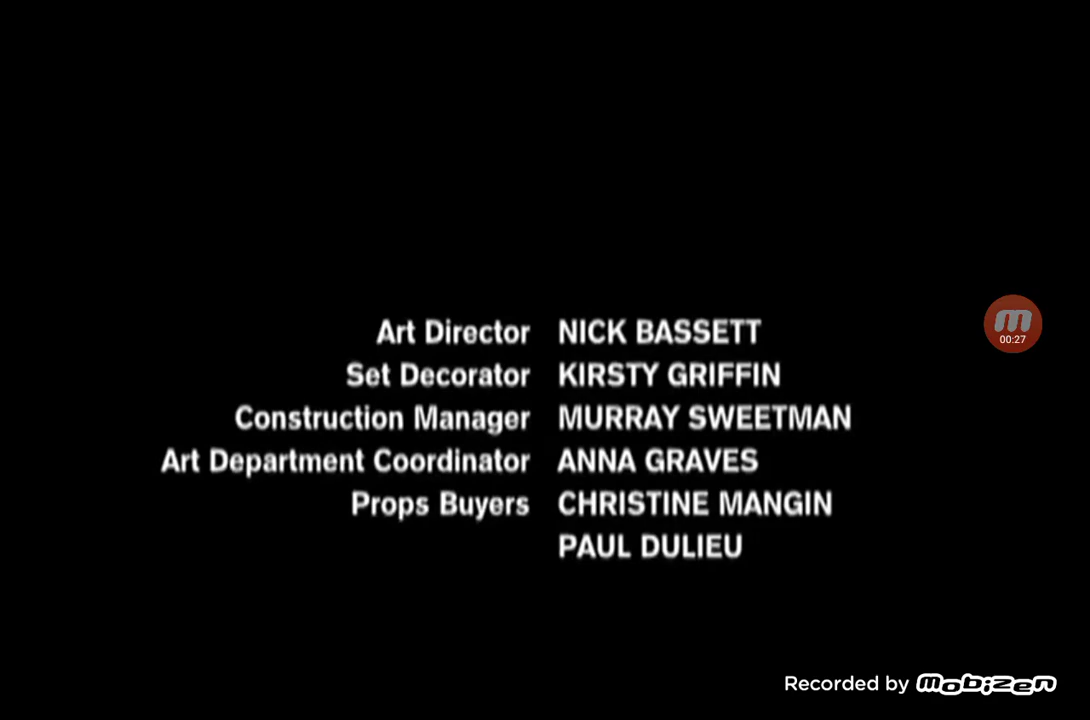 Art Director NICK BASSETT
Set Decorator KIRSTY GRIFFIN
00:27
Construction Manager MURRAY SWEETMAN
Art Department Coordinator ANNA GRAVES
Props Buyers CHRISTINE MANGIN
PAUL DULIEU
Recorded by mobizen